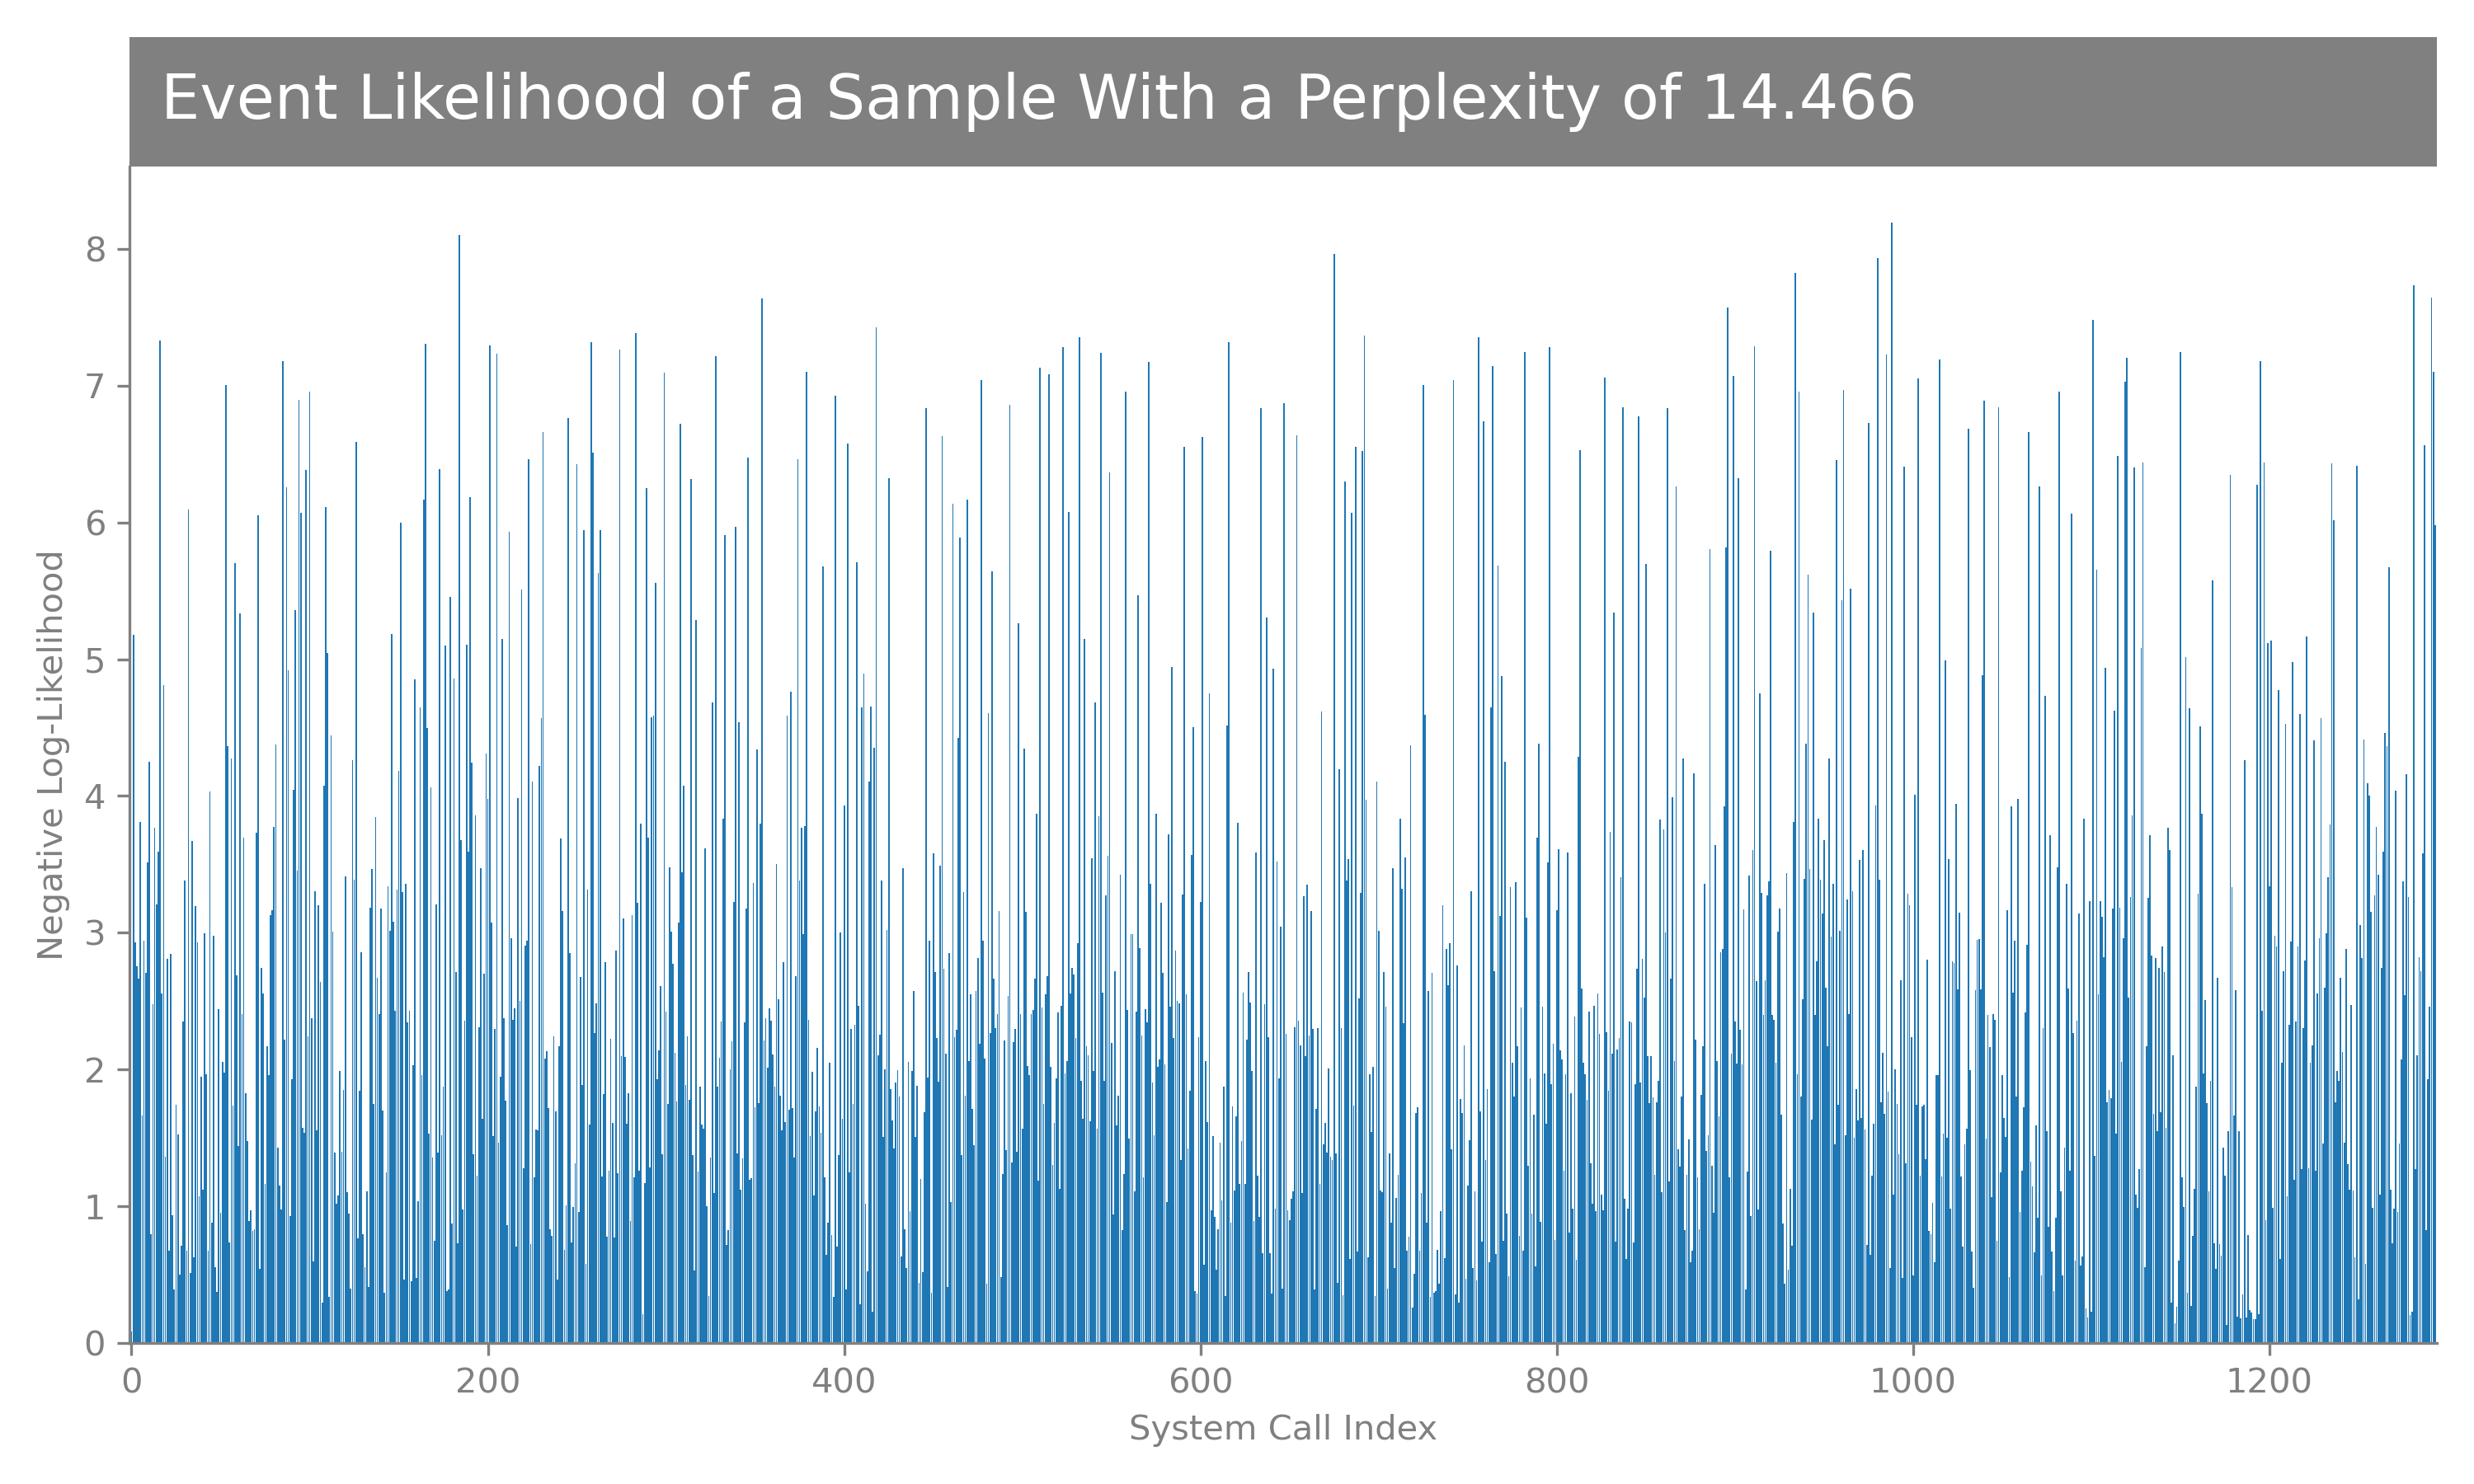 Event Likelihood of a Sample With a Perplexity of 14.466
8
7
6
5
4
3
2
1
0
Negative Log-Likelihood
0 200 400 600 800 1000 1200
System Call Index